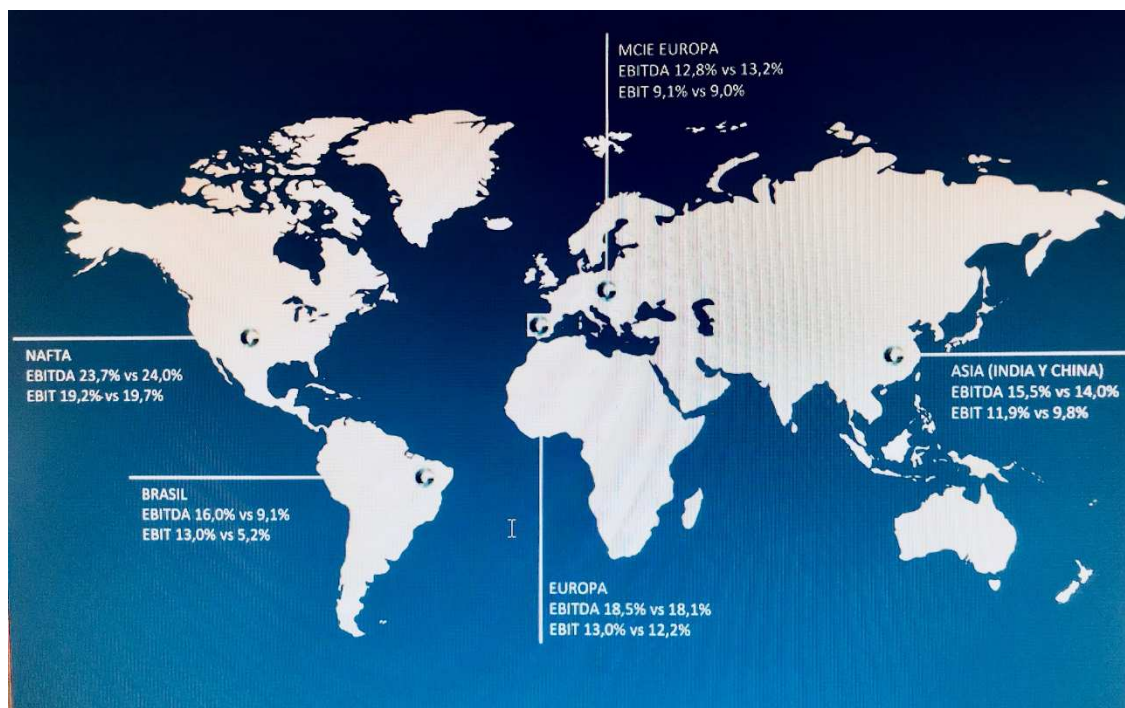 MCIE EUROPA
EBITDA 12,8% vs 13,2%
EBIT 9,1% vs 9,0%
NAFTA
EBITDA 23,7% vs 24,0%
EBIT 19,2% vs 19,7%
ASIA (INDIA Y CHINA)
EBITDA 15,5% vs 14,0%
EBIT 11,9% vs 9,8%
BRASIL
EBITDA 16,0% vs 9,1%
EBIT 13,0% vs 5,2%
EUROPA
EBITDA 18,5% vs 18,1%
EBIT 13,0% vs 12,2%